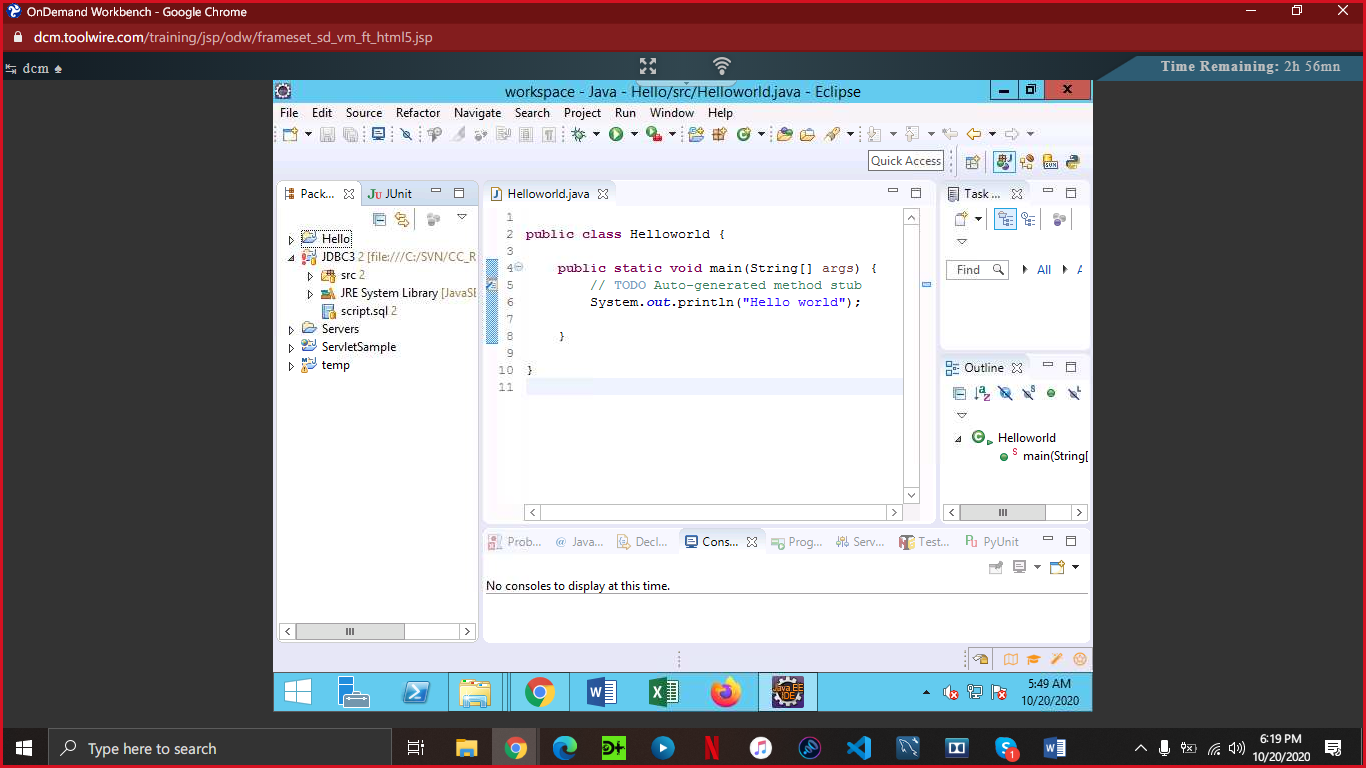 OnDemand Workbench - Google Chrome
dcm.toolwire.com/training/jsp/odw/frameset_sd_vm_ft_html5.jsp
dcm ♠
Time Remaining: 2h 56mn
workspace - Java - Hello/src/Helloworld.java - Eclipse
File Edit Source Refactor Navigate Search Project Run Window Help
Quick Access
Pack... JUnit
Hello
JDBC3 2 [file:///C:/SVN/CC_R
src 2
JRE System Library [JavaSE
script.sql 2
Servers
ServletSample
temp
Helloworld.java
1
2 public class Helloworld {
3
4 public static void main(String[] args) {
5 // TODO Auto-generated method stub
6 System.out.println("Hello world");
7
8 }
9
10 }
11
Task ...
Find All A
Outline
Helloworld
main(String[
Prob... @ Java... Decl... Cons... Prog... Serv... Test... PyUnit
No consoles to display at this time.
5:49 AM
10/20/2020
Type here to search
6:19 PM
10/20/2020